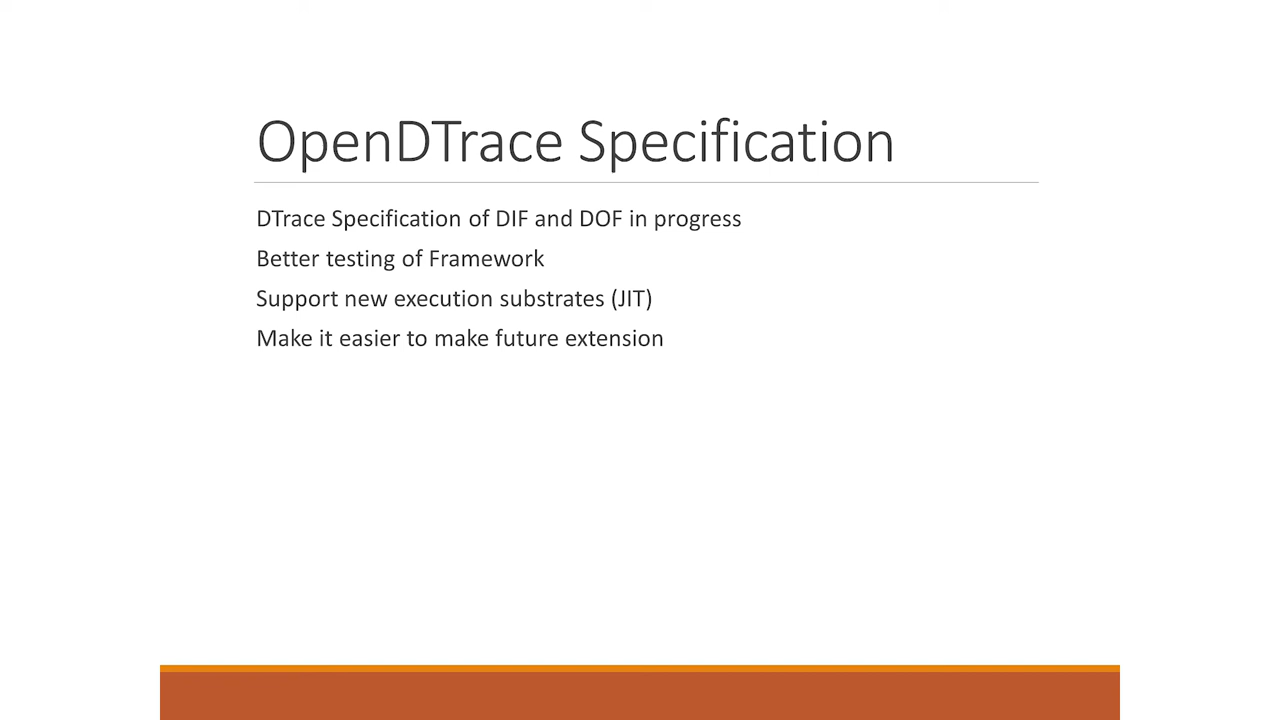 OpenDTrace Specification
DTrace Specification of DIF and DOF in progress
Better testing of Framework
Support new execution substrates (JIT)
Make it easier to make future extension